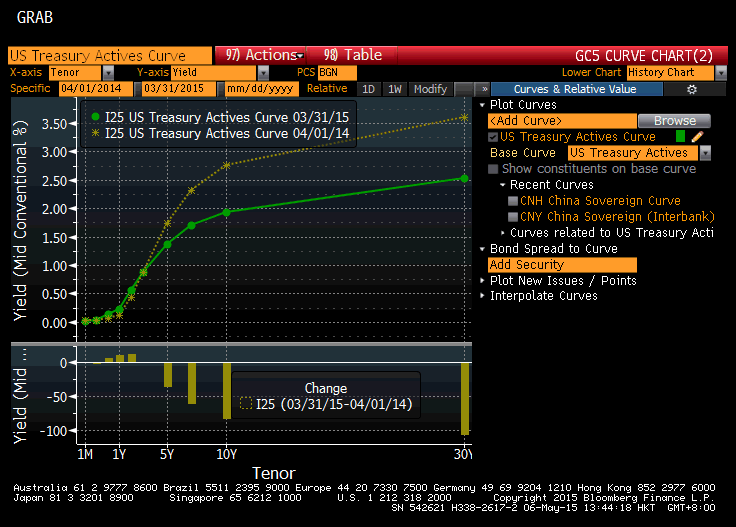 GRAB
US Treasury Actives Curve 97) Actions 98) Table GC5 CURVE CHART(2)
X-axis Tenor Y-axis Yield PCS BGN Lower Chart History Chart
Specific 04/01/2014 03/31/2015 mm/dd/yyyy Relative 1D 1W Modify » Curves & Relative Value
Plot Curves
<Add Curve> Browse
US Treasury Actives Curve
Base Curve US Treasury Actives
Show constituents on base curve
Recent Curves
CNH China Sovereign Curve
CNY China Sovereign (Interbank)
Curves related to US Treasury Acti
Bond Spread to Curve
Add Security
Plot New Issues / Points
Interpolate Curves
I25 US Treasury Actives Curve 03/31/15
I25 US Treasury Actives Curve 04/01/14
Yield (Mid Conventional %)
3.50
3.00
2.50
2.00
1.50
1.00
0.50
0.00
Yield (Mid ...
0
-50
-100
Change
I25 (03/31/15-04/01/14)
1M 1Y 5Y 10Y 30Y
Tenor
Australia 61 2 9777 8600 Brazil 5511 2395 9000 Europe 44 20 7330 7500 Germany 49 69 9204 1210 Hong Kong 852 2977 6000
Japan 81 3 3201 8900 Singapore 65 6212 1000 U.S. 1 212 318 2000 Copyright 2015 Bloomberg Finance L.P.
SN 542621 H338-2617-2 06-May-15 13:44:18 HKT GMT+8:00